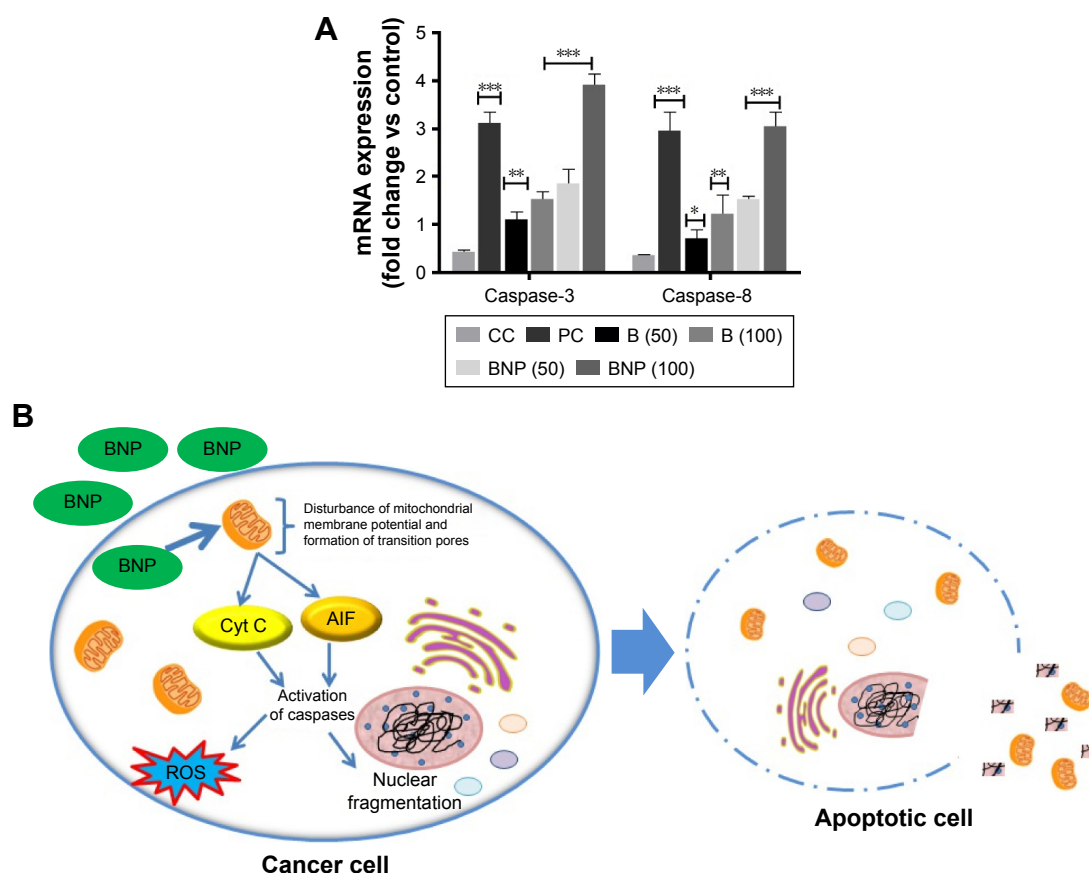 A
mRNA expression
(fold change vs control)
5
4
3
2
1
0
***
**
***
***
*
**
***
Caspase-3
Caspase-8
CC PC B (50) B (100)
BNP (50) BNP (100)
B
BNP BNP
BNP
BNP
Disturbance of mitochondrial
membrane potential and
formation of transition pores
Cyt C
AIF
Activation
of caspases
ROS
Nuclear
fragmentation
Cancer cell
Apoptotic cell